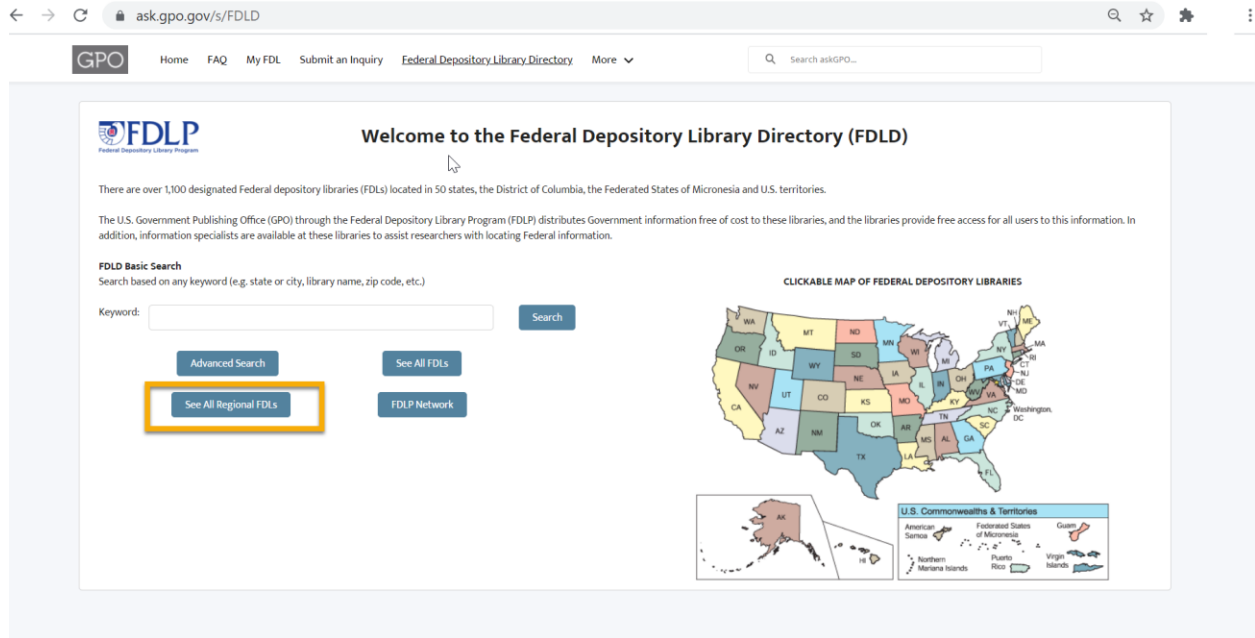 ask.gpo.gov/s/FDLD
GPO Home FAQ My FDL Submit an Inquiry Federal Depository Library Directory More Search askGPO...
FDLP
Federal Depository Library Program
Welcome to the Federal Depository Library Directory (FDLD)
There are over 1,100 designated Federal depository libraries (FDLs) located in 50 states, the District of Columbia, the Federated States of Micronesia and U.S. territories.
The U.S. Government Publishing Office (GPO) through the Federal Depository Library Program (FDLP) distributes Government information free of cost to these libraries, and the libraries provide free access for all users to this information. In
addition, information specialists are available at these libraries to assist researchers with locating Federal information.
FDLD Basic Search
Search based on any keyword (e.g. state or city, library name, zip code, etc.)
Keyword:
Search
Advanced Search See All FDLs
See All Regional FDLs FDLP Network
CLICKABLE MAP OF FEDERAL DEPOSITORY LIBRARIES
WA
MT
ND
MN
VT
NH
ME
OR
ID
SD
WI
MI
NY
MA
RI
CT
NJ
WY
IA
PA
NE
OH
DE
MD
NV
UT
CO
IL
IN
WV
VA
CA
KS
MO
KY
NC
Washington,
DC
AZ
NM
OK
AR
TN
SC
MS
AL
GA
TX
LA
FL
AK
HI
U.S. Commonwealths & Territories
American
Samoa
Federated States
of Micronesia
Guam
Northern
Mariana Islands
Puerto
Rico
Virgin
Islands